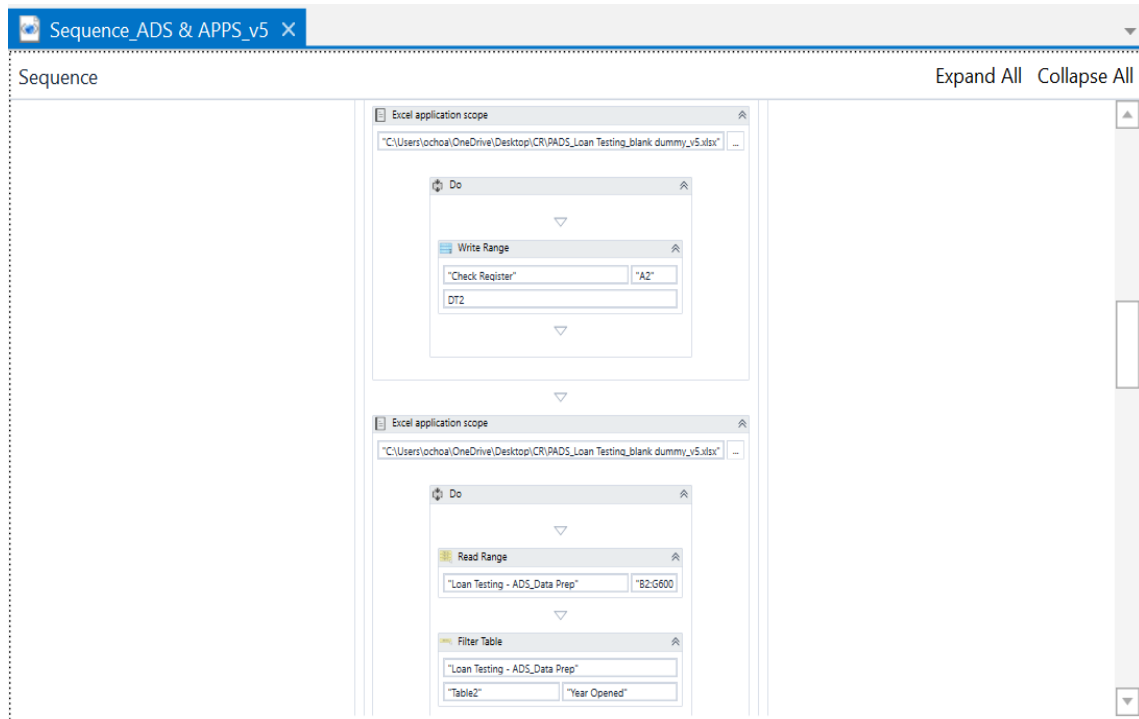 Sequence_ADS & APPS_v5
Sequence Expand All Collapse All
Excel application scope
"C:\Users\ochoa\OneDrive\Desktop\CR\PADS_Loan Testing_blank dummy_v5.xlsx" ...
Do
Write Range
"Check Register" "A2"
DT2
Excel application scope
"C:\Users\ochoa\OneDrive\Desktop\CR\PADS_Loan Testing_blank dummy_v5.xlsx" ...
Do
Read Range
"Loan Testing - ADS_Data Prep" "B2:G600
Filter Table
"Loan Testing - ADS_Data Prep"
"Table2" "Year Opened"